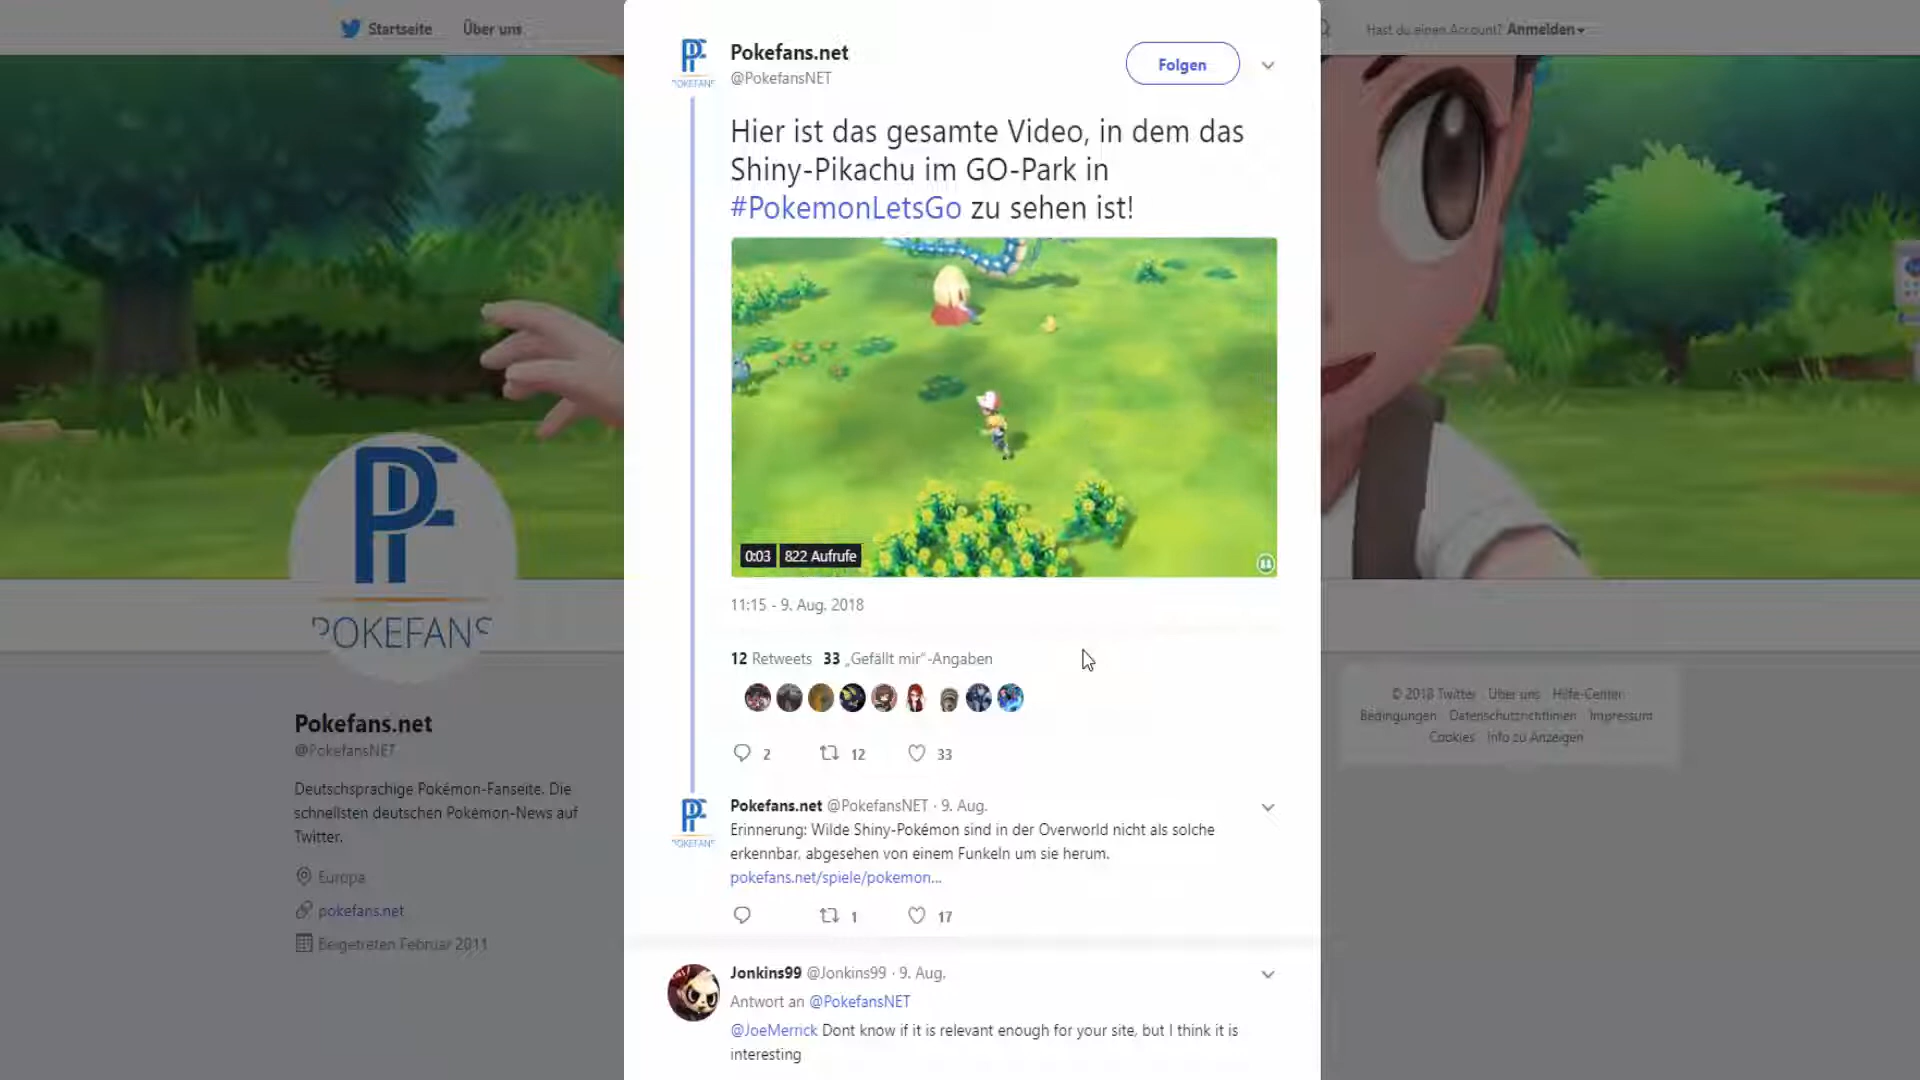 Startseite Über uns
Hast du einen Account? Anmelden
Pokefans.net
@PokefansNET
Folgen
Hier ist das gesamte Video, in dem das
Shiny-Pikachu im GO-Park in
#PokemonLetsGo zu sehen ist!
0:03 822 Aufrufe
11:15 - 9. Aug. 2018
12 Retweets 33 „Gefällt mir“-Angaben
2 12 33
Pokefans.net @PokefansNET · 9. Aug.
Erinnerung: Wilde Shiny-Pokémon sind in der Overworld nicht als solche
erkennbar, abgesehen von einem Funkeln um sie herum.
pokefans.net/spiele/pokemon...
1 17
Jonkins99 @Jonkins99 · 9. Aug.
Antwort an @PokefansNET
@JoeMerrick Dont know if it is relevant enough for your site, but I think it is
interesting
POKEFANS
Pokefans.net
@PokefansNET
Deutschsprachige Pokémon-Fanseite. Die
schnellsten deutschen Pokémon-News auf
Twitter.
Europa
pokefans.net
Beigetreten Februar 2011
© 2018 Twitter Über uns Hilfe-Center
Bedingungen Datenschutzrichtlinien Impressum
Cookies Info zu Anzeigen